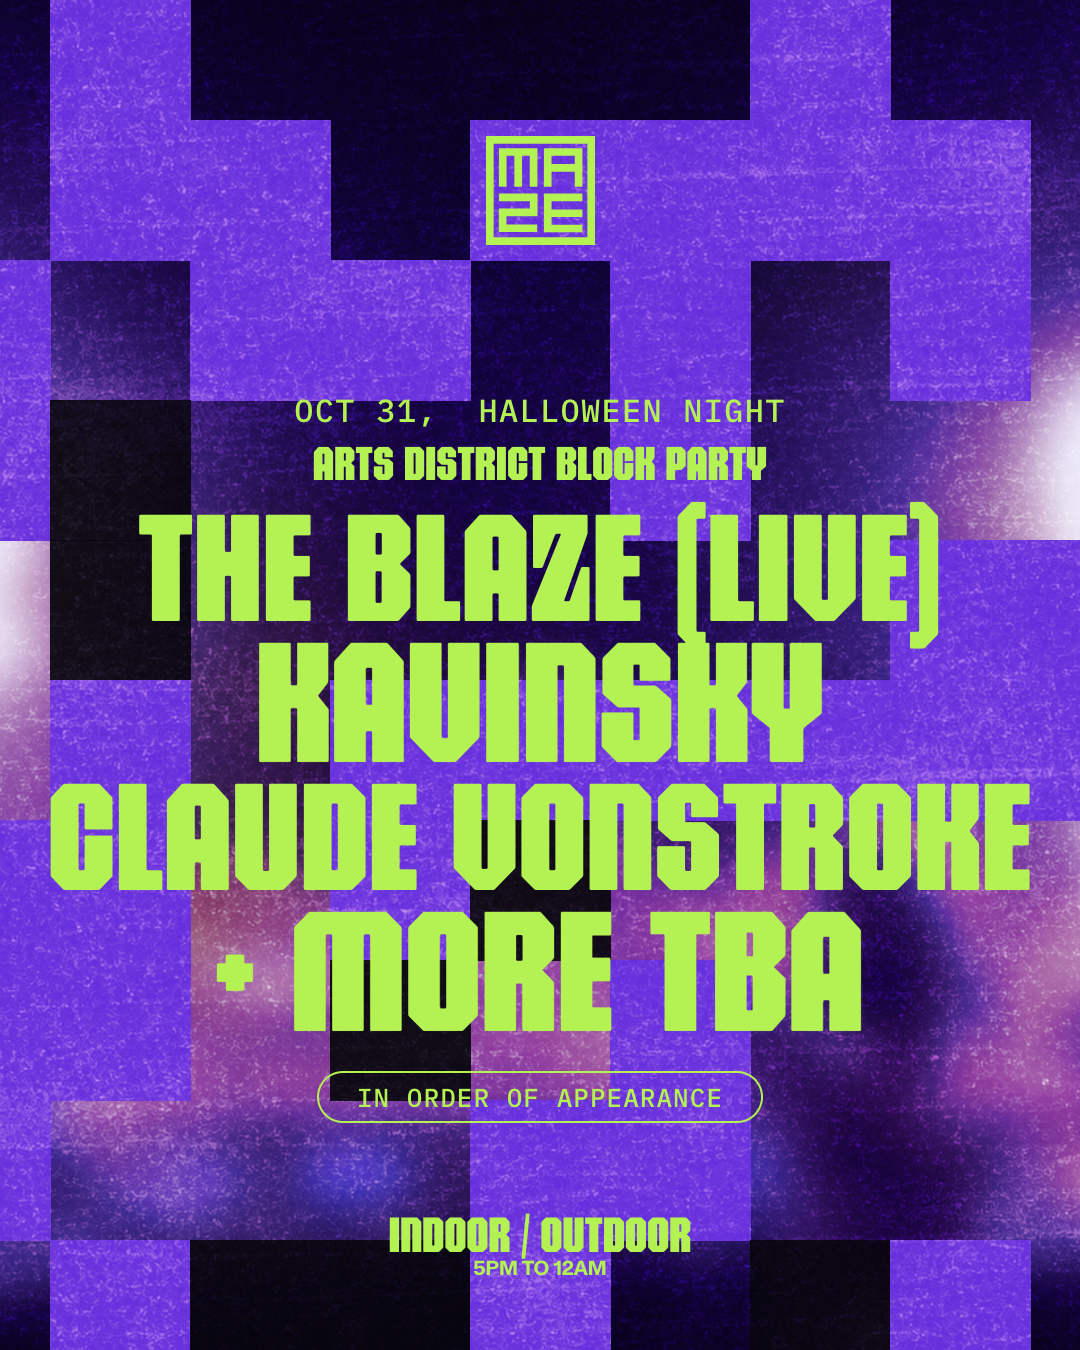 MA
ZE
OCT 31, HALLOWEEN NIGHT
ARTS DISTRICT BLOCK PARTY
THE BLAZE (LIVE)
KAVINSKY
CLAUDE VONSTROKE
+ MORE TBA
IN ORDER OF APPEARANCE
INDOOR / OUTDOOR
5PM TO 12AM